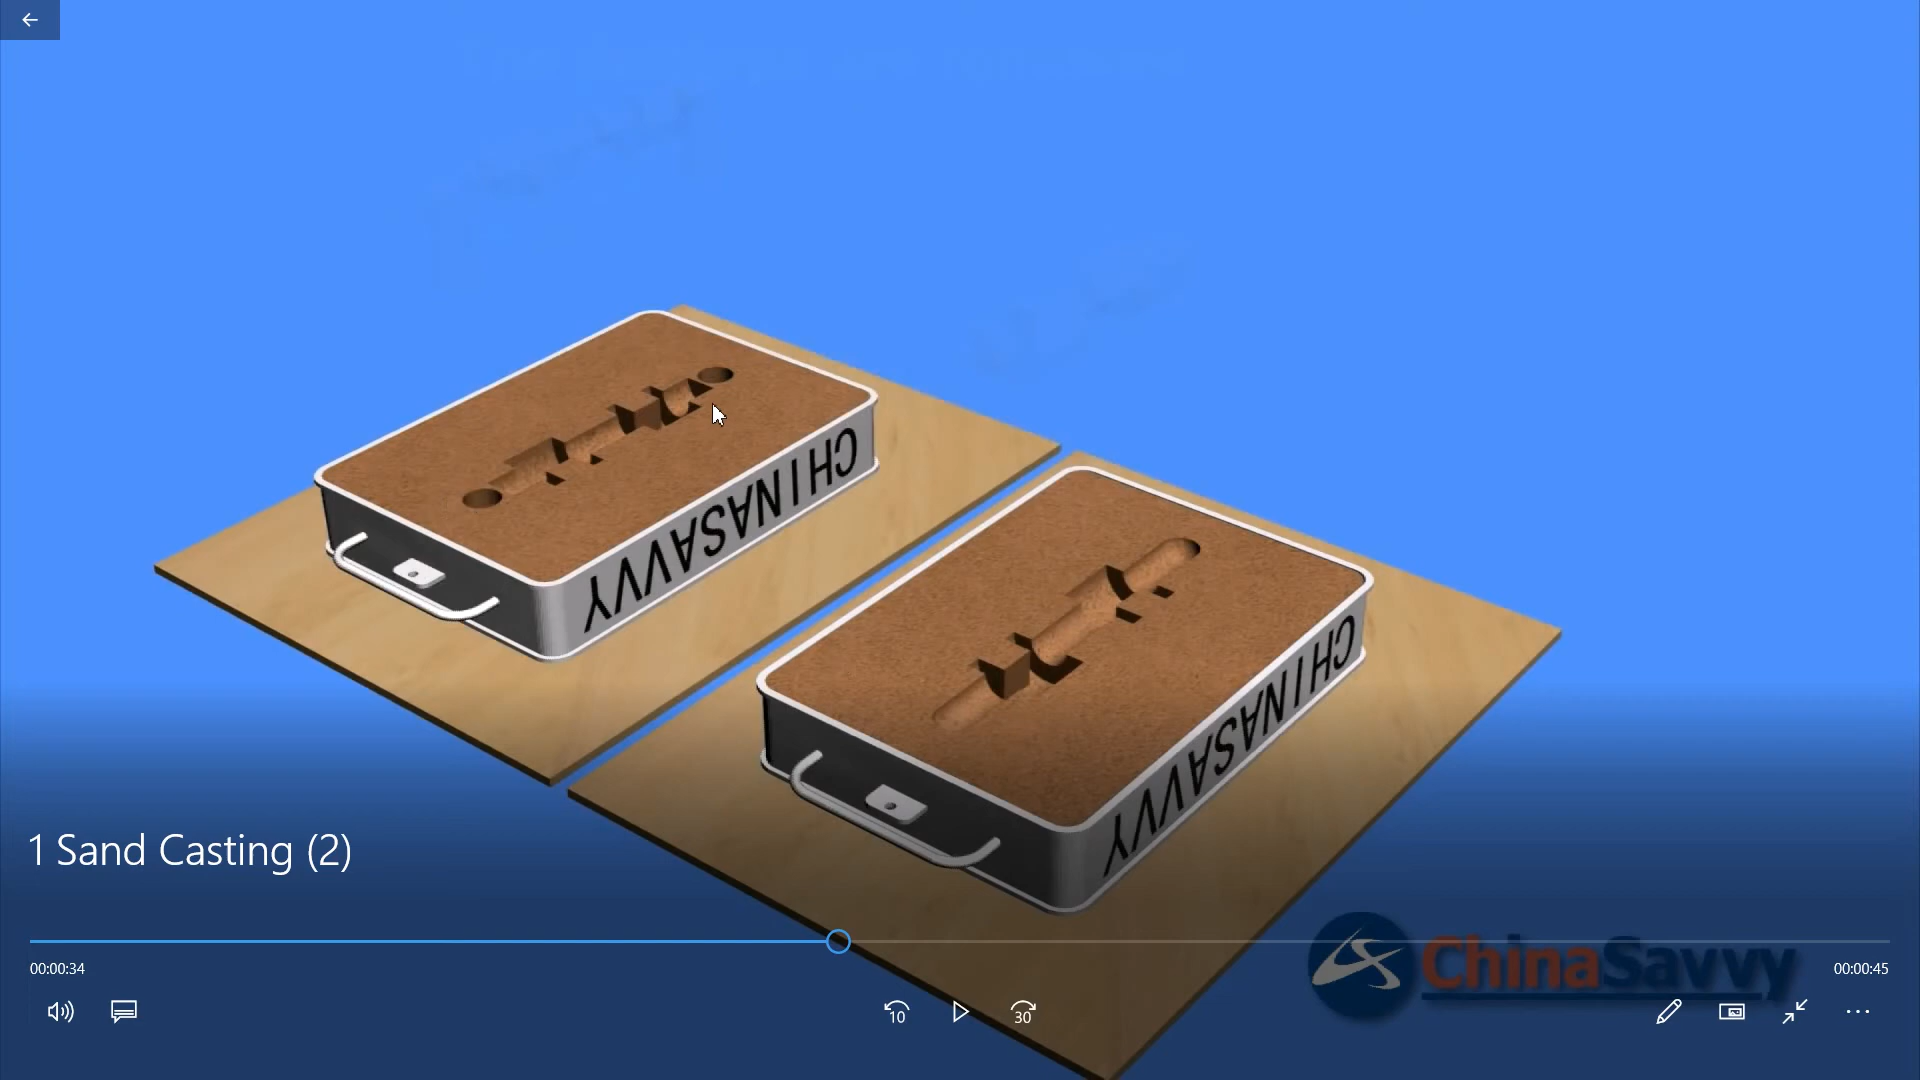 CHINASAVVY
CHINASAVVY
1 Sand Casting (2)
ChinaSavvy
00:00:34
00:00:45
10
30